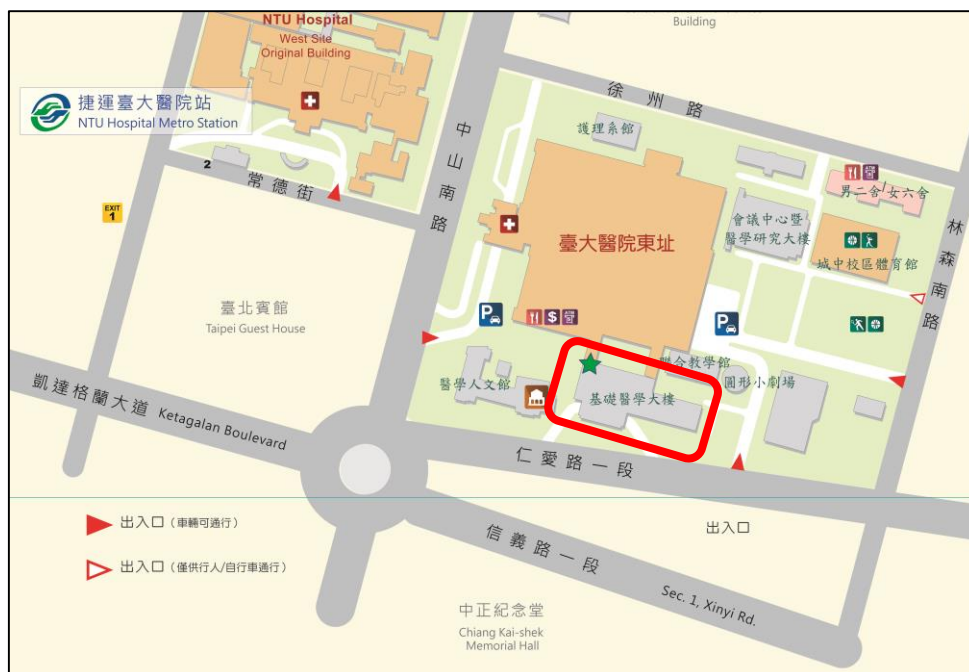 NTU Hospital
West Site
Original Building
Building
捷運臺大醫院站
NTU Hospital Metro Station
徐州路
護理系館
中山南路
2
常德街
EXIT
1
男二舍 女六舍
會議中心暨
醫學研究大樓
臺大醫院東址
城中校區體育館
林森南路
臺北賓館
Taipei Guest House
P
$
P
聯合教學館
醫學人文館
圓形小劇場
基礎醫學大樓
凱達格蘭大道 Ketagalan Boulevard
仁愛路一段
出入口（車輛可通行）
出入口
信義路一段
出入口（僅供行人/自行車通行）
Sec. 1, Xinyi Rd.
中正紀念堂
Chiang Kai-shek
Memorial Hall